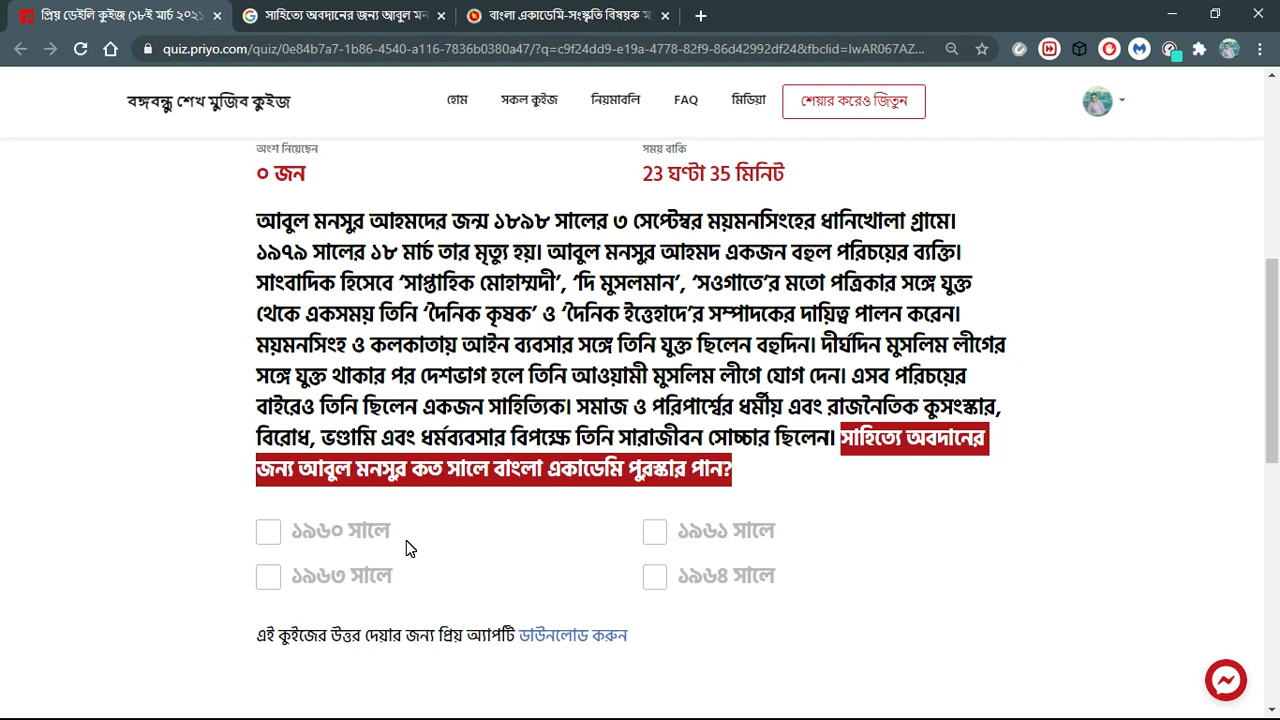 প্রিয় ডেইলি কুইজ (১৮ই মার্চ ২০২১
সাহিত্যে অবদানের জন্য আবুল মন
বাংলা একাডেমি-সংস্কৃতি বিষয়ক ম
quiz.priyo.com/quiz/0e84b7a7-1b86-4540-a116-7836b0380a47/?q=c9f24dd9-e19a-4778-82f9-86d42992df24&fbclid=IwAR067AZ...
বঙ্গবন্ধু শেখ মুজিব কুইজ
হোম
সকল কুইজ
নিয়মাবলি
FAQ
মিডিয়া
শেয়ার করেও জিতুন
অংশ নিয়েছেন
সময় বাকি
০ জন
23 ঘণ্টা 35 মিনিট
আবুল মনসুর আহমদের জন্ম ১৮৯৮ সালের ৩ সেপ্টেম্বর ময়মনসিংহের ধানিখোলা গ্রামে।
১৯৭৯ সালের ১৮ মার্চ তার মৃত্যু হয়। আবুল মনসুর আহমদ একজন বহুল পরিচয়ের ব্যক্তি।
সাংবাদিক হিসেবে ‘সাপ্তাহিক মোহাম্মদী’, ‘দি মুসলমান’, ‘সওগাতে’র মতো পত্রিকার সঙ্গে যুক্ত
থেকে একসময় তিনি ‘দৈনিক কৃষক’ ও ‘দৈনিক ইত্তেহাদে’র সম্পাদকের দায়িত্ব পালন করেন।
ময়মনসিংহ ও কলকাতায় আইন ব্যবসার সঙ্গে তিনি যুক্ত ছিলেন বহুদিন। দীর্ঘদিন মুসলিম লীগের
সঙ্গে যুক্ত থাকার পর দেশভাগ হলে তিনি আওয়ামী মুসলিম লীগে যোগ দেন। এসব পরিচয়ের
বাইরেও তিনি ছিলেন একজন সাহিত্যিক। সমাজ ও পরিপার্শ্বের ধর্মীয় এবং রাজনৈতিক কুসংস্কার,
বিরোধ, ভণ্ডামি এবং ধর্মব্যবসার বিপক্ষে তিনি সারাজীবন সোচ্চার ছিলেন। সাহিত্যে অবদানের
জন্য আবুল মনসুর কত সালে বাংলা একাডেমি পুরস্কার পান?
১৯৬০ সালে
১৯৬১ সালে
১৯৬৩ সালে
১৯৬৪ সালে
এই কুইজের উত্তর দেয়ার জন্য প্রিয় অ্যাপটি ডাউনলোড করুন